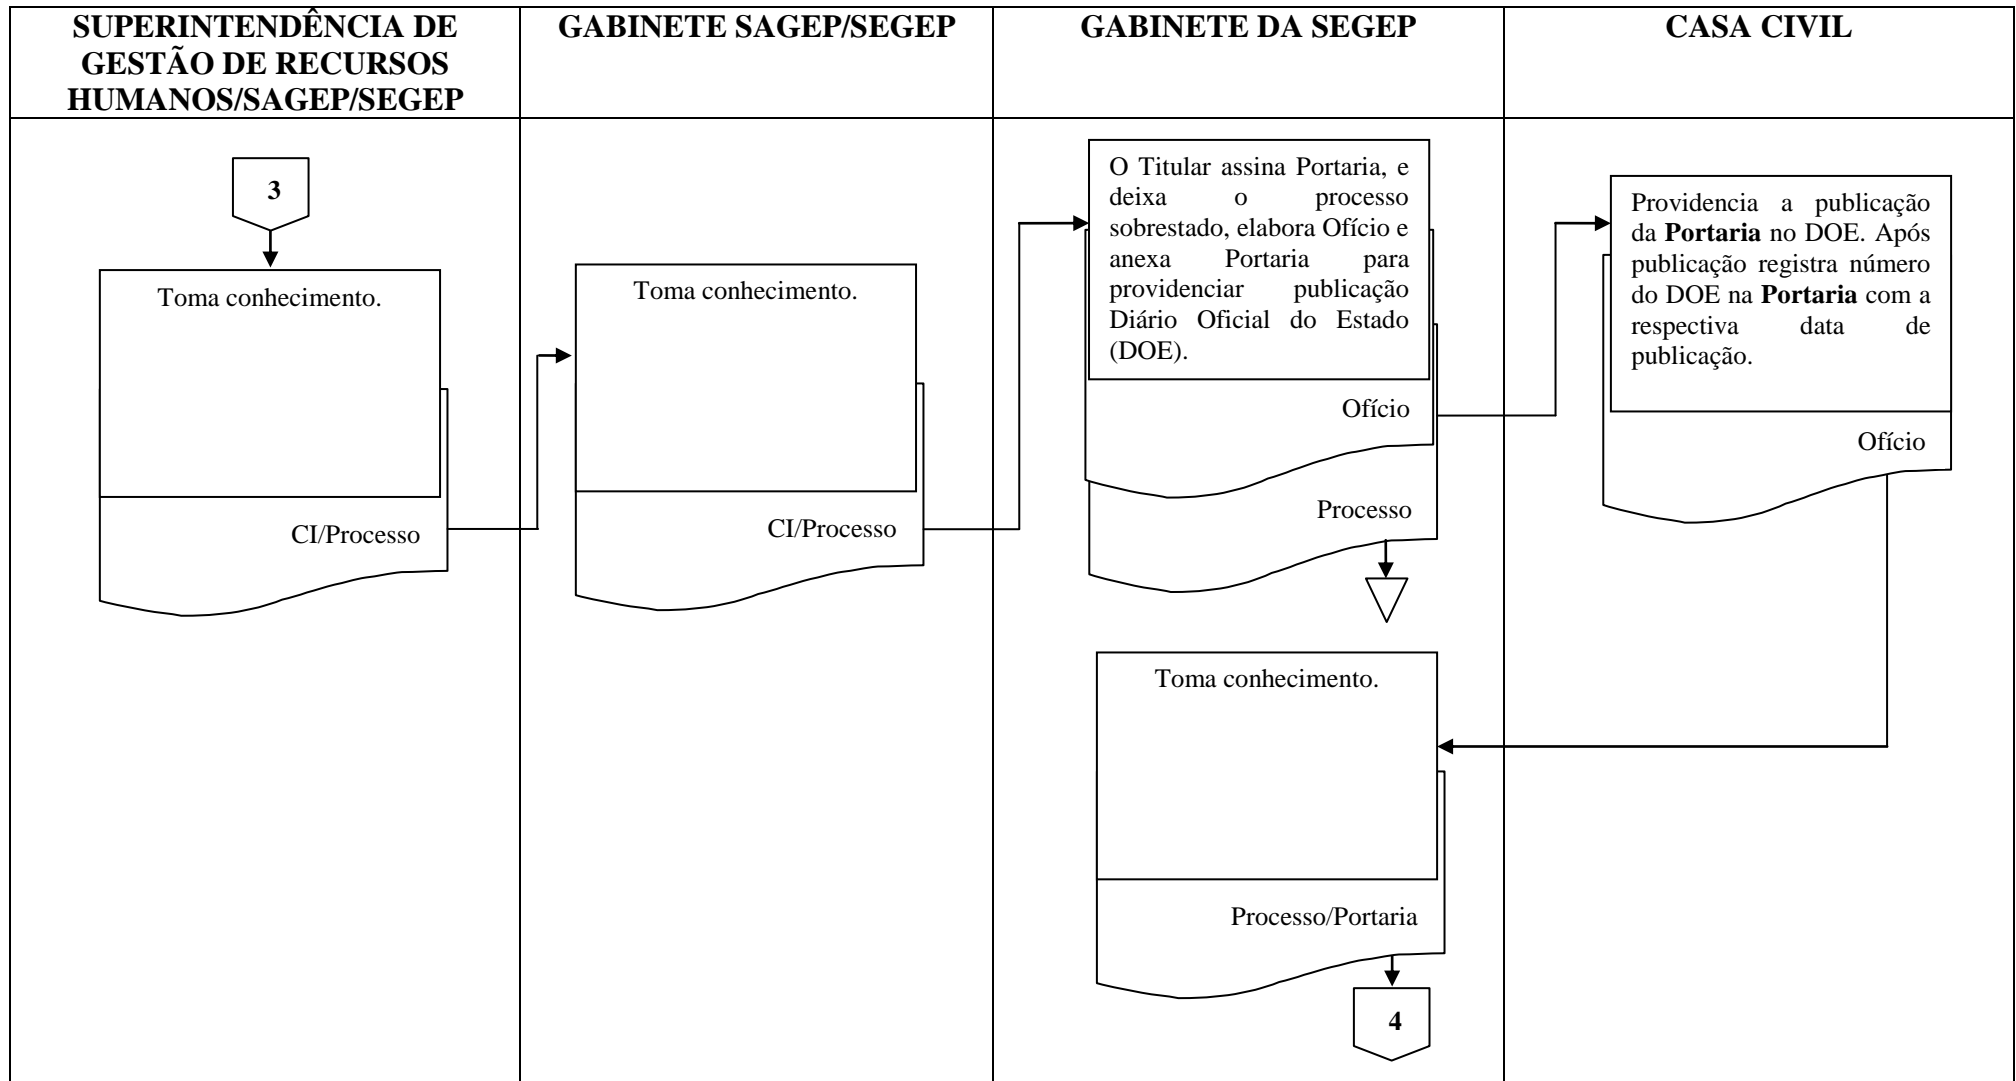 SUPERINTENDÊNCIA DE
GESTÃO DE RECURSOS
HUMANOS/SAGEP/SEGEP
GABINETE SAGEP/SEGEP
GABINETE DA SEGEP
CASA CIVIL
3
Toma conhecimento.
CI/Processo
Toma conhecimento.
CI/Processo
O Titular assina Portaria, e
deixa o processo
sobrestado, elabora Ofício e
anexa Portaria para
providenciar publicação
Diário Oficial do Estado
(DOE).
Ofício
Processo
Providencia a publicação
da Portaria no DOE. Após
publicação registra número
do DOE na Portaria com a
respectiva data de
publicação.
Ofício
Toma conhecimento.
Processo/Portaria
4